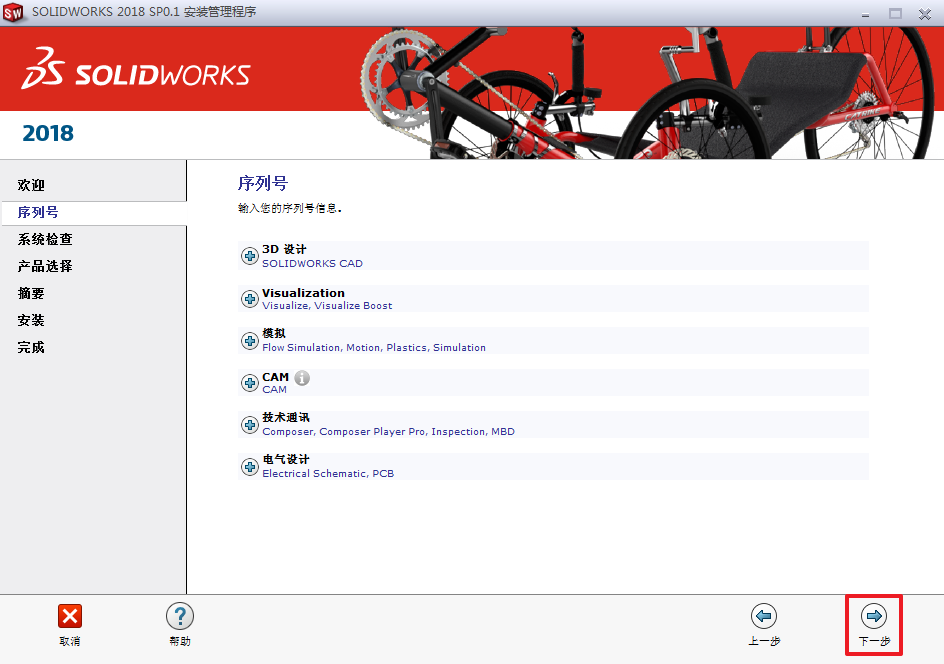 SW SOLIDWORKS 2018 SP0.1 安装管理程序
SOLIDWORKS
2018
CATRIKE
欢迎
序列号
系统检查
产品选择
摘要
安装
完成
序列号
输入您的序列号信息。
3D 设计
SOLIDWORKS CAD
Visualization
Visualize, Visualize Boost
模拟
Flow Simulation, Motion, Plastics, Simulation
CAM
CAM
技术通讯
Composer, Composer Player Pro, Inspection, MBD
电气设计
Electrical Schematic, PCB
取消
帮助
上一步
下一步